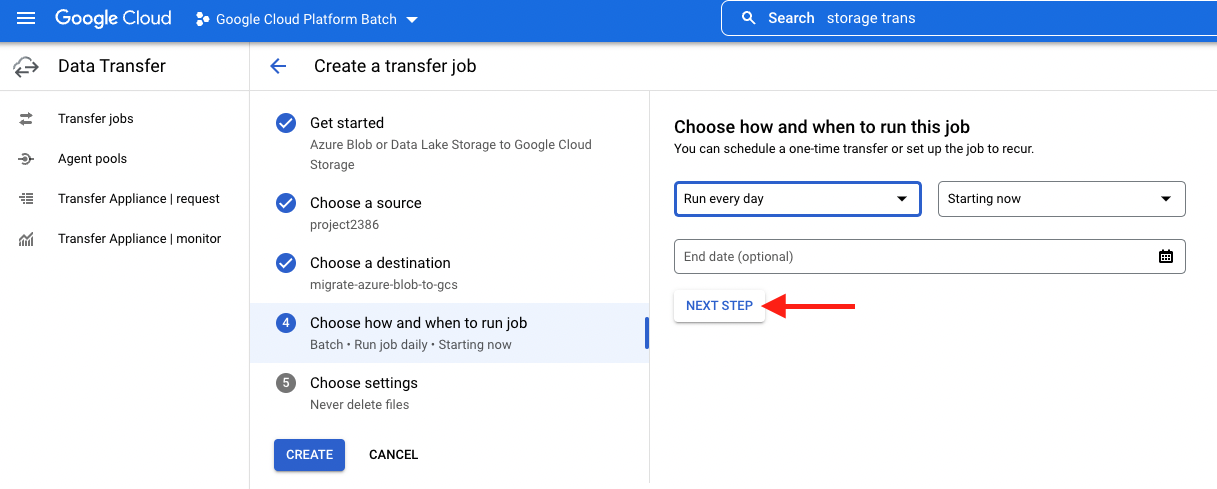 Google Cloud
Google Cloud Platform Batch
Search storage trans
Data Transfer
Create a transfer job
Transfer jobs
Agent pools
Transfer Appliance | request
Transfer Appliance | monitor
Get started
Azure Blob or Data Lake Storage to Google Cloud
Storage
Choose a source
project2386
Choose a destination
migrate-azure-blob-to-gcs
4 Choose how and when to run job
Batch • Run job daily • Starting now
5 Choose settings
Never delete files
CREATE CANCEL
Choose how and when to run this job
You can schedule a one-time transfer or set up the job to recur.
Run every day Starting now
End date (optional)
NEXT STEP